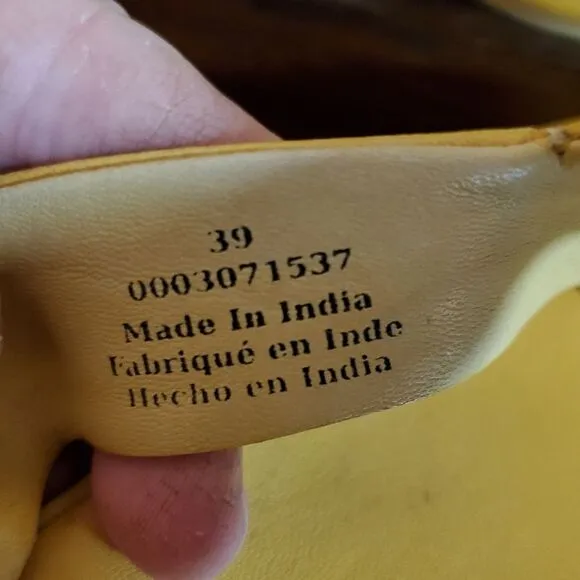 39
0003071537
Made In India
Fabriqué en Inde
Hecho en India